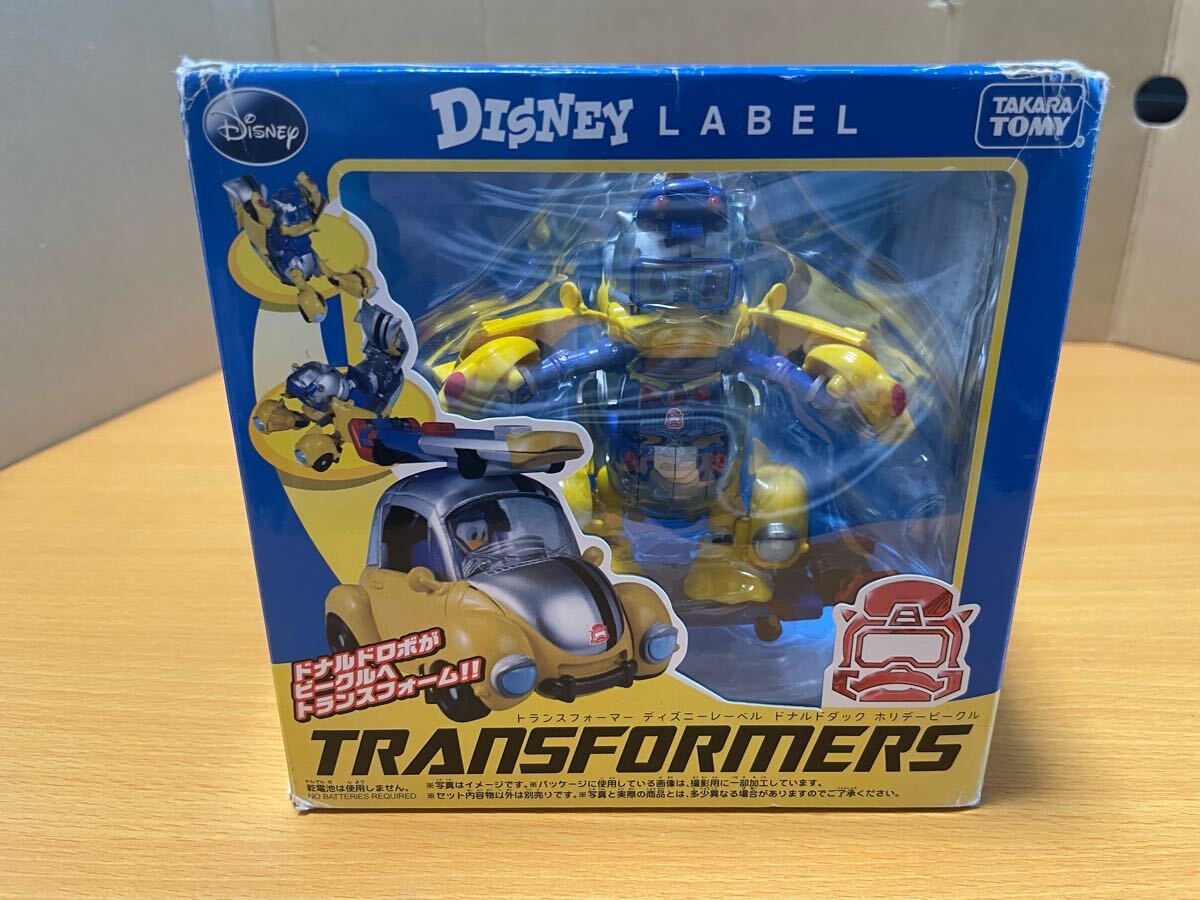 Disney
DISNEY LABEL
TAKARA
TOMY
ドナルドロボが
ビークルへ
トランスフォーム!!
トランスフォーマー ディズニーレーベル ドナルドダック ホリデービークル
TRANSFORMERS
かんでんち しよう
乾電池は使用しません。
NO BATTERIES REQUIRED.
※写真はイメージです。※パッケージに使用している画像は、撮影用に一部加工しています。
※セット内容物以外は別売りです。※写真と実際の商品とは、多少異なる場合がありますのでご了承ください。